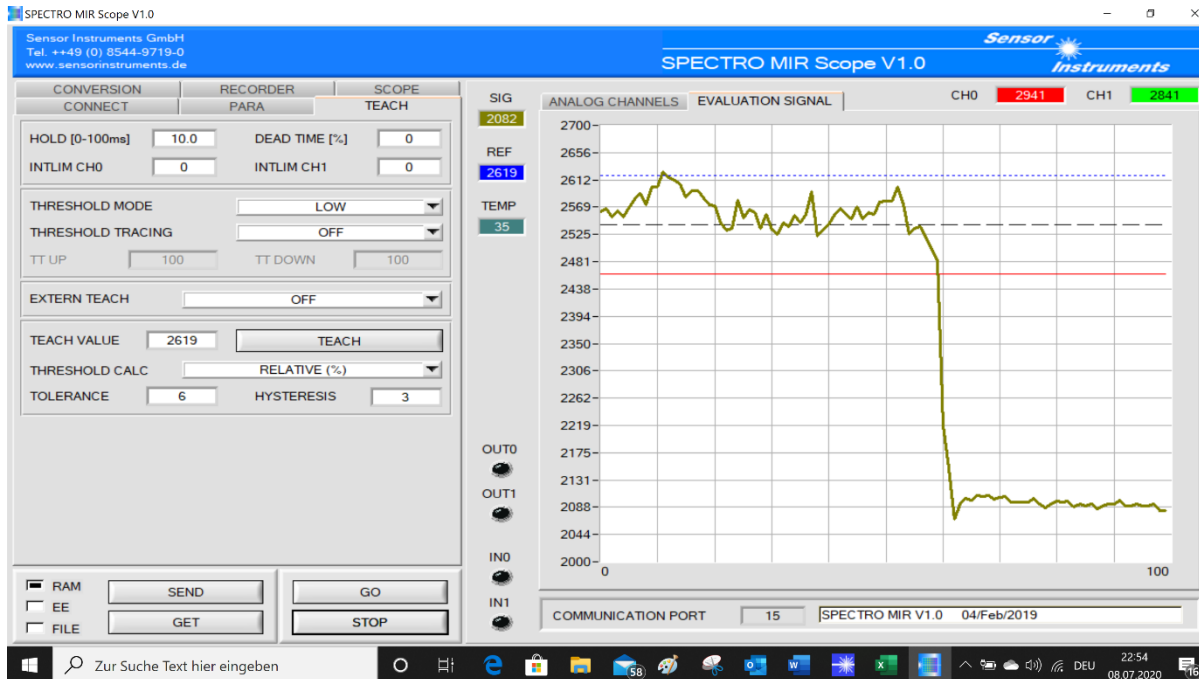 SPECTRO MIR Scope V1.0
Sensor Instruments GmbH
Tel. ++49 (0) 8544-9719-0
www.sensorinstruments.de
Sensor
Instruments
SPECTRO MIR Scope V1.0
CONVERSION RECORDER SCOPE
CONNECT PARA TEACH
HOLD [0-100ms] 10.0 DEAD TIME [%] 0
INTLIM CH0 0 INTLIM CH1 0
THRESHOLD MODE LOW
THRESHOLD TRACING OFF
TT UP 100 TT DOWN 100
EXTERN TEACH OFF
TEACH VALUE 2619 TEACH
THRESHOLD CALC RELATIVE (%)
TOLERANCE 6 HYSTERESIS 3
RAM
EE
FILE
SEND
GET
GO
STOP
SIG
2082
REF
2619
TEMP
35
OUT0
OUT1
IN0
IN1
ANALOG CHANNELS EVALUATION SIGNAL
CH0 2941 CH1 2841
2700
2656
2612
2569
2525
2481
2438
2394
2350
2306
2262
2219
2175
2131
2088
2044
2000
0 100
COMMUNICATION PORT 15 SPECTRO MIR V1.0 04/Feb/2019
Zur Suche Text hier eingeben
58
DEU
22:54
08.07.2020
16